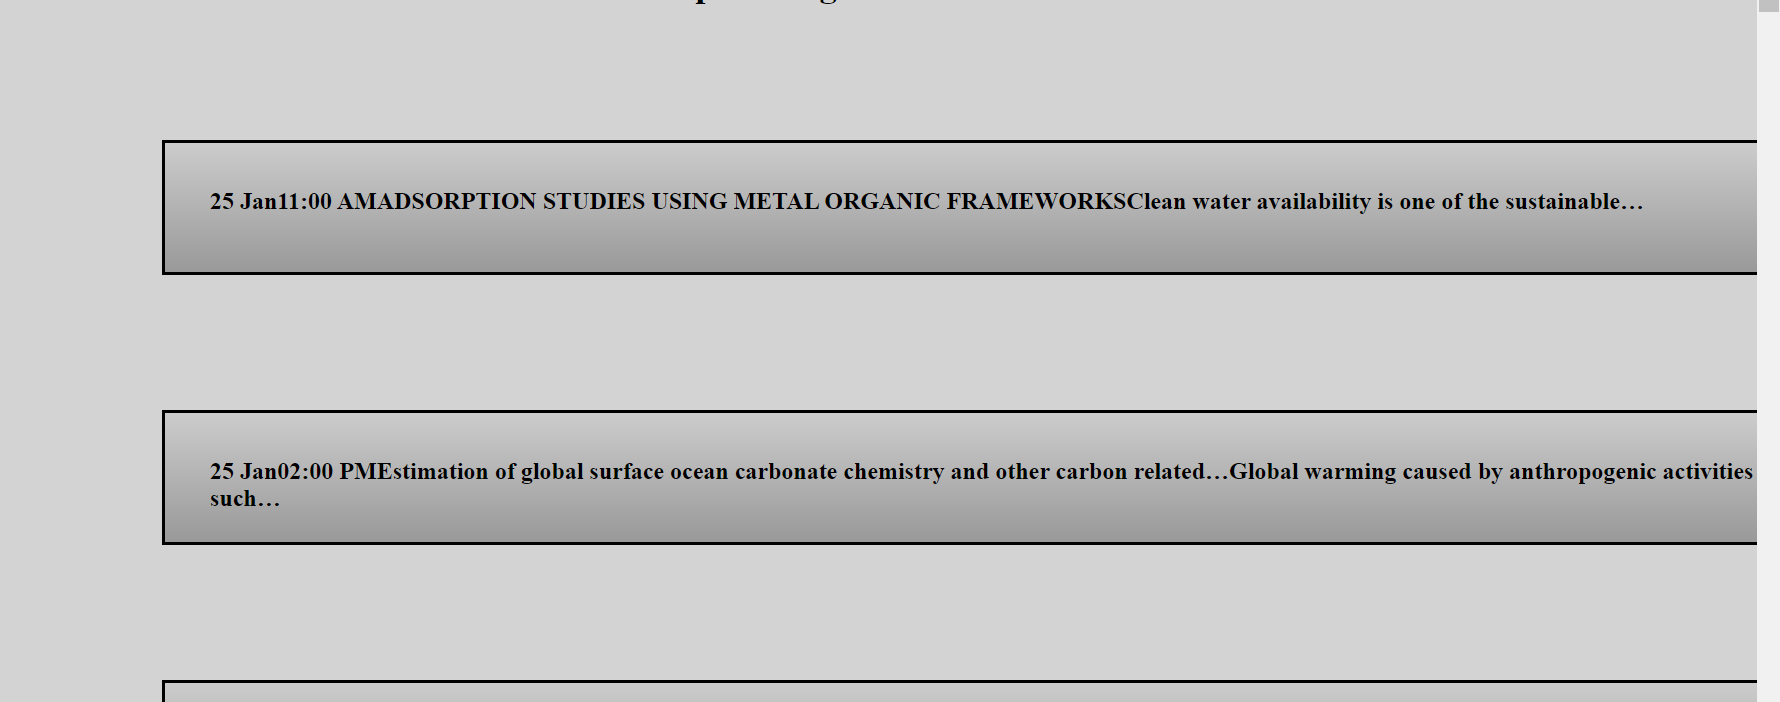 25 Jan11:00 AMADSORPTION STUDIES USING METAL ORGANIC FRAMEWORKSClean water availability is one of the sustainable…
25 Jan02:00 PMEstimation of global surface ocean carbonate chemistry and other carbon related…Global warming caused by anthropogenic activities
such…